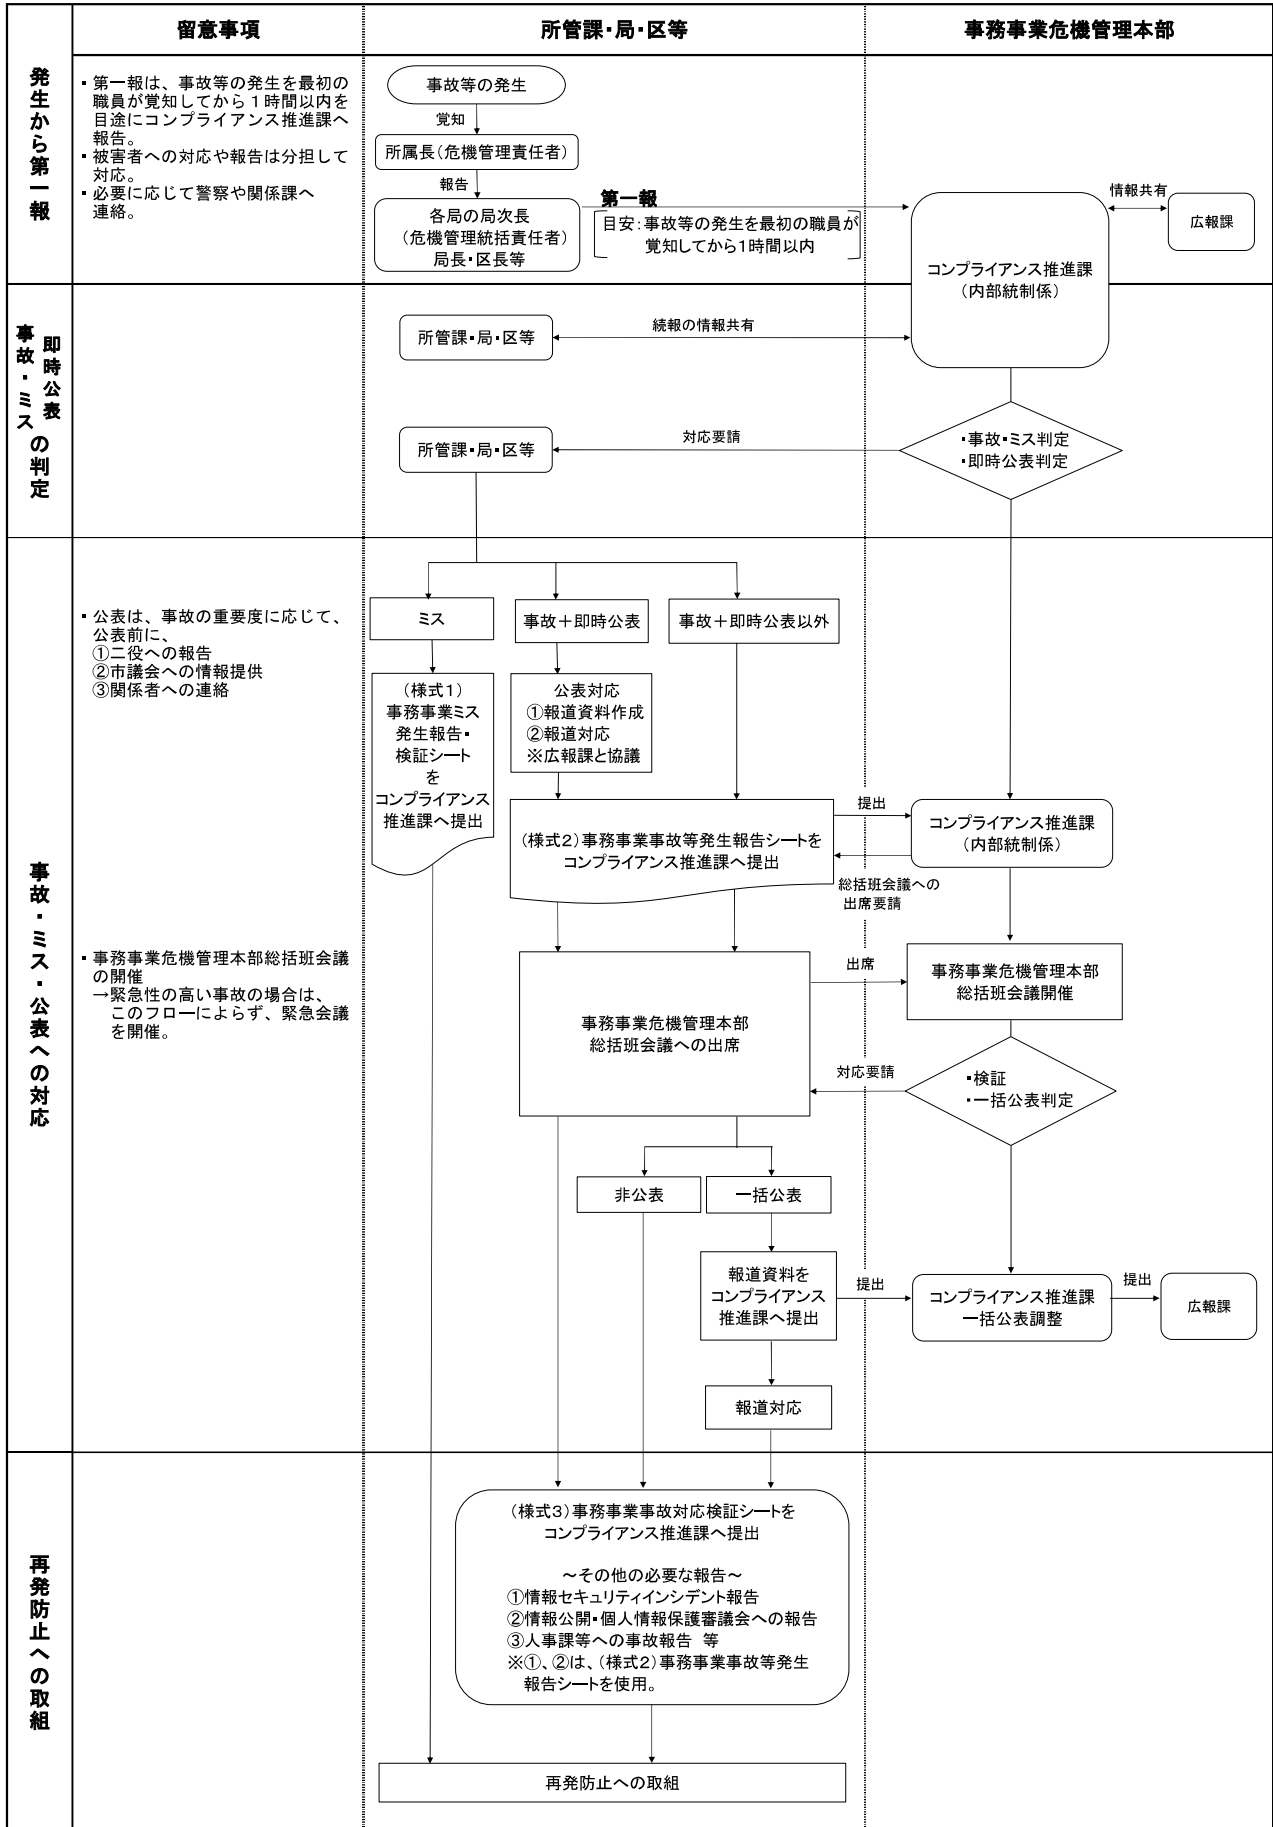 留意事項
所管課・局・区等
事務事業危機管理本部
発生から第一報
・第一報は、事故等の発生を最初の
職員が覚知してから１時間以内を
目途にコンプライアンス推進課へ
報告。
・被害者への対応や報告は分担して
対応。
・必要に応じて警察や関係課へ
連絡。
事故等の発生
覚知
所属長（危機管理責任者）
報告
各局の局次長
（危機管理統括責任者）
局長・区長等
第一報
目安：事故等の発生を最初の職員が
覚知してから１時間以内
情報共有
広報課
コンプライアンス推進課
（内部統制係）
事故・ミス
即時公表
の判定
所管課・局・区等
続報の情報共有
所管課・局・区等
対応要請
・事故・ミス判定
・即時公表判定
事故・ミス・公表への対応
・公表は、事故の重要度に応じて、
公表前に、
①二役への報告
②市議会への情報提供
③関係者への連絡
ミス
事故＋即時公表
事故＋即時公表以外
（様式１）
事務事業ミス
発生報告・
検証シート
を
コンプライアンス
推進課へ提出
公表対応
①報道資料作成
②報道対応
※広報課と協議
（様式２）事務事業事故等発生報告シートを
コンプライアンス推進課へ提出
提出
コンプライアンス推進課
（内部統制係）
総括班会議への
出席要請
・事務事業危機管理本部総括班会議
の開催
→緊急性の高い事故の場合は、
このフローによらず、緊急会議
を開催。
事務事業危機管理本部
総括班会議への出席
出席
事務事業危機管理本部
総括班会議開催
対応要請
・検証
・一括公表判定
非公表
一括公表
報道資料を
コンプライアンス
推進課へ提出
提出
コンプライアンス推進課
一括公表調整
提出
広報課
報道対応
再発防止への取組
（様式３）事務事業事故対応検証シートを
コンプライアンス推進課へ提出
～その他の必要な報告～
①情報セキュリティインシデント報告
②情報公開・個人情報保護審議会への報告
③人事課等への事故報告　等
※①、②は、（様式２）事務事業事故等発生
報告シートを使用。
再発防止への取組